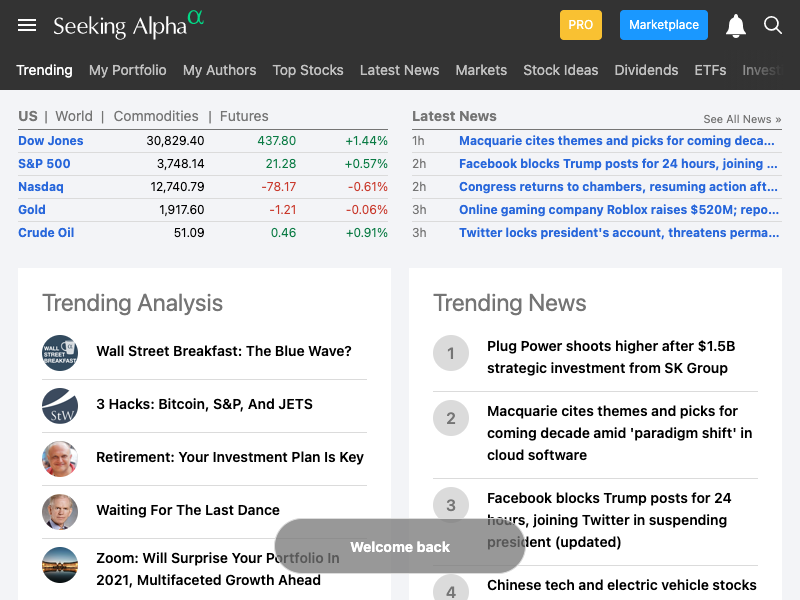 Seeking Alpha α
PRO
Marketplace
Trending My Portfolio My Authors Top Stocks Latest News Markets Stock Ideas Dividends ETFs Invest
US | World | Commodities | Futures
Dow Jones 30,829.40 437.80 +1.44%
S&P 500 3,748.14 21.28 +0.57%
Nasdaq 12,740.79 -78.17 -0.61%
Gold 1,917.60 -1.21 -0.06%
Crude Oil 51.09 0.46 +0.91%
Latest News See All News »
1h Macquarie cites themes and picks for coming deca...
2h Facebook blocks Trump posts for 24 hours, joining ...
2h Congress returns to chambers, resuming action aft...
3h Online gaming company Roblox raises $520M; repo...
3h Twitter locks president's account, threatens perma...
Trending Analysis
WALL
STREET
BREAKFAST
Wall Street Breakfast: The Blue Wave?
StW
3 Hacks: Bitcoin, S&P, And JETS
Retirement: Your Investment Plan Is Key
Waiting For The Last Dance
Zoom: Will Surprise Your Portfolio In
2021, Multifaceted Growth Ahead
Trending News
1 Plug Power shoots higher after $1.5B
strategic investment from SK Group
2 Macquarie cites themes and picks for
coming decade amid 'paradigm shift' in
cloud software
3 Facebook blocks Trump posts for 24
hours, joining Twitter in suspending
president (updated)
4 Chinese tech and electric vehicle stocks
Welcome back